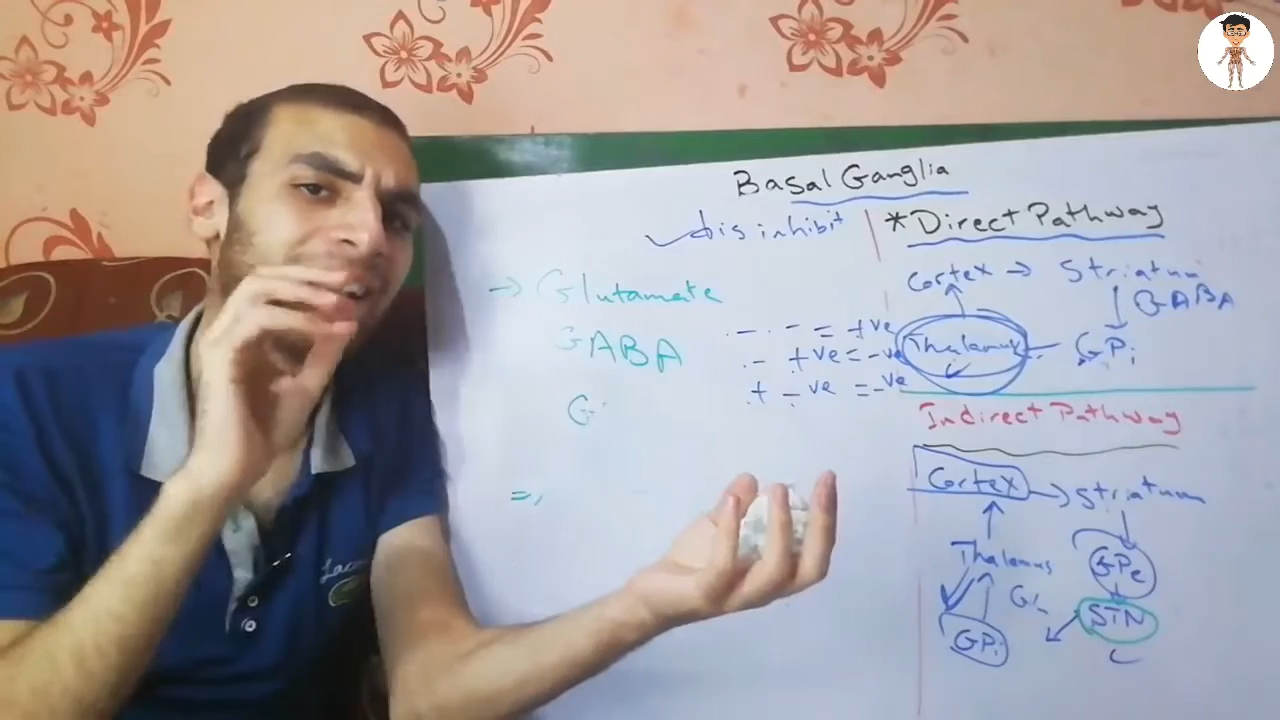 Basal Ganglia
disinhibit
→ Glutamate
GABA
G
- - = +ve
- +ve = -ve
+ -ve = -ve
* Direct Pathway
Cortex → Striatum
GABA
Thalamus GPi
Indirect Pathway
Cortex → Striatum
Thalamus GPe
STN
GPi
Laco